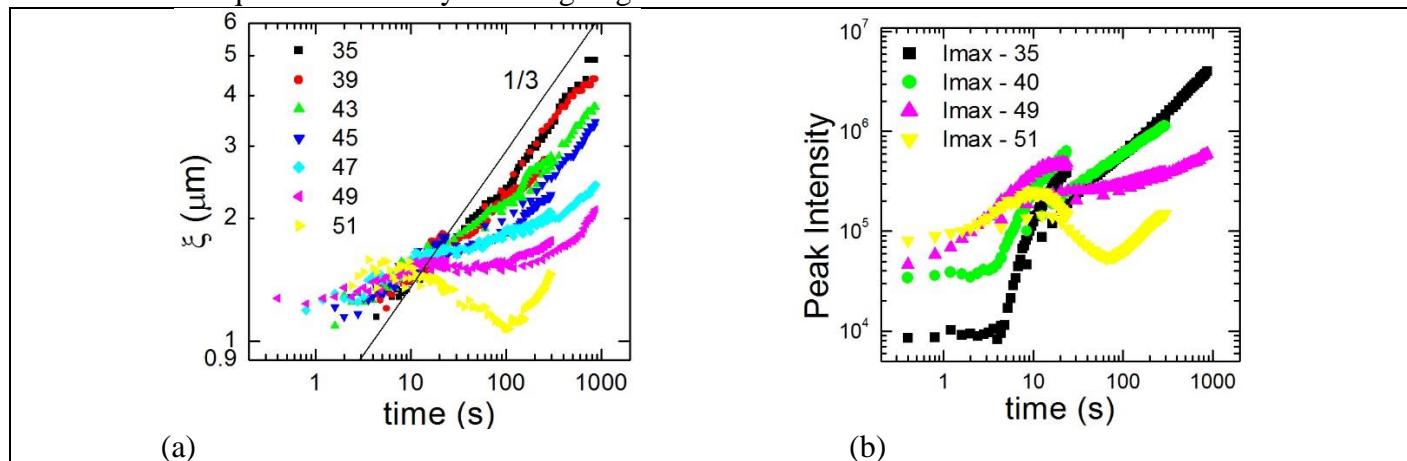 6
5
4
3
2
1
0.9
ξ (μm)
35
39
43
45
47
49
51
1/3
1
10
100
1000
time (s)
(a)
10⁷
10⁶
10⁵
10⁴
Peak Intensity
Imax - 35
Imax - 40
Imax - 49
Imax - 51
1
10
100
1000
time (s)
(b)